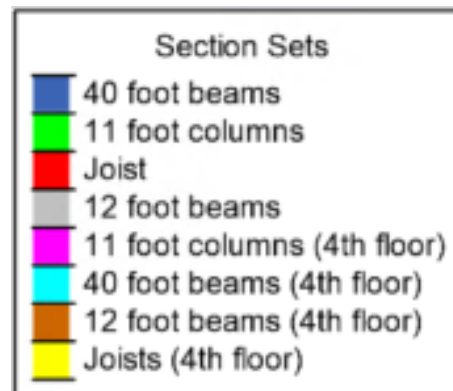 Section Sets
40 foot beams
11 foot columns
Joist
12 foot beams
11 foot columns (4th floor)
40 foot beams (4th floor)
12 foot beams (4th floor)
Joists (4th floor)